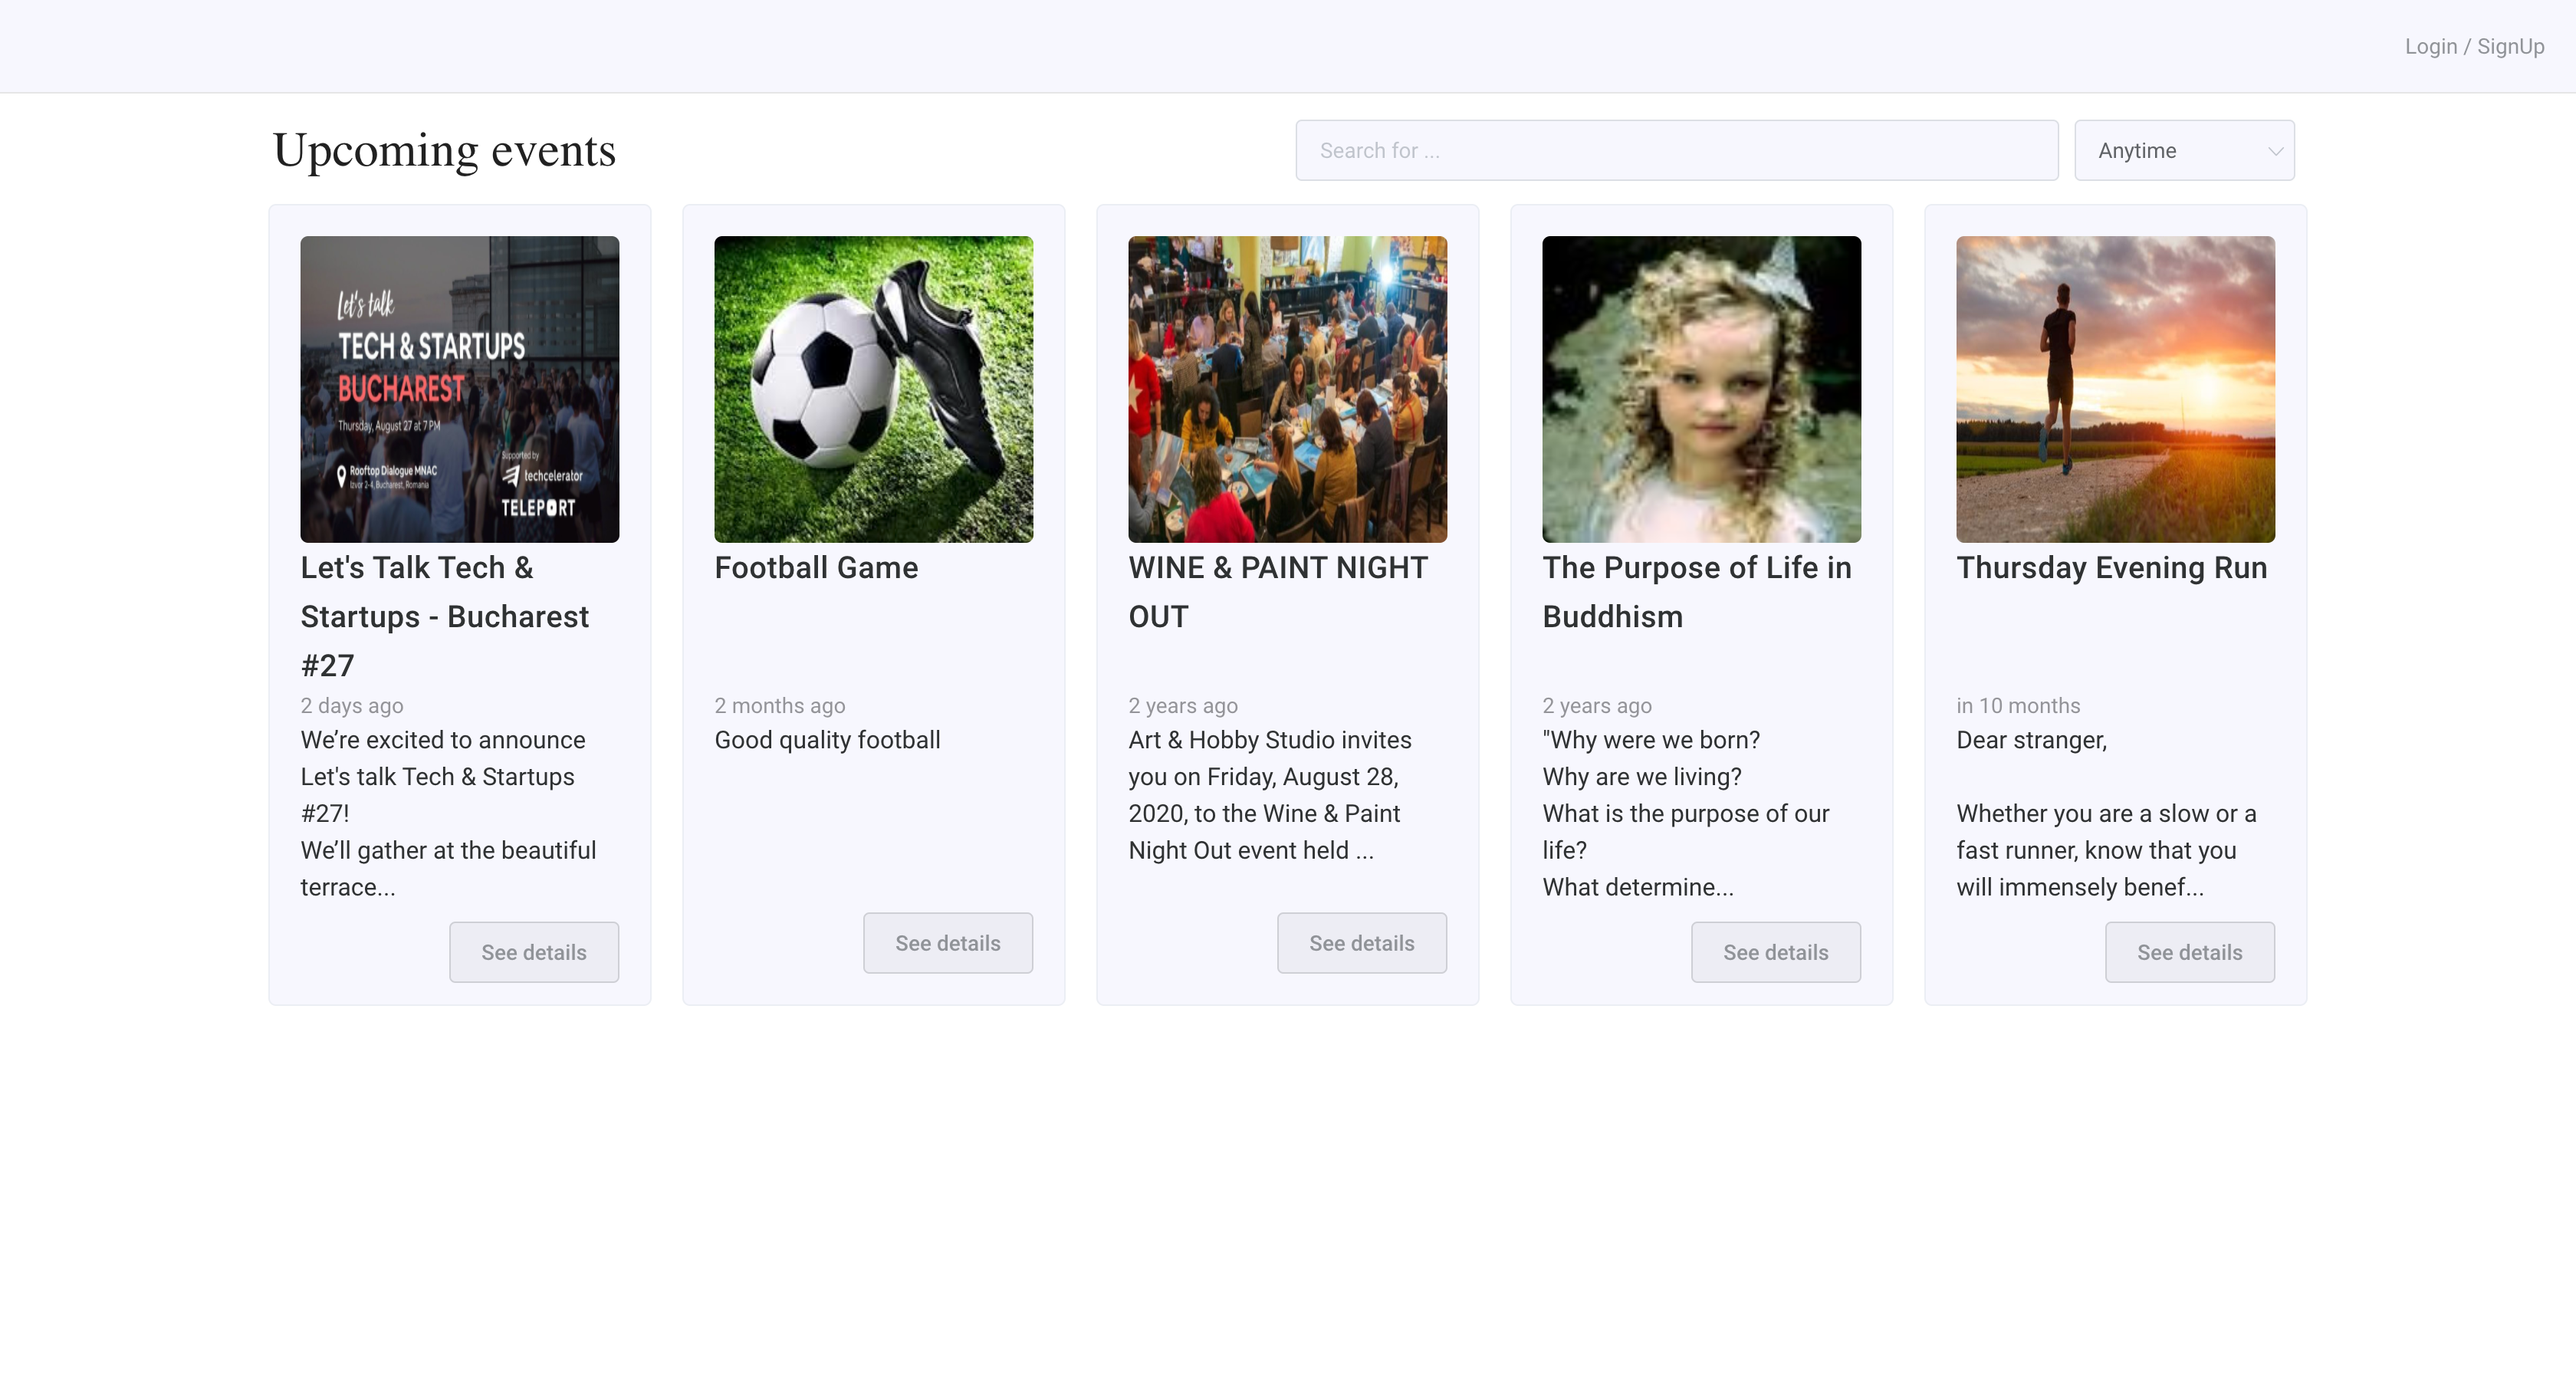 Login / SignUp
Upcoming events
Search for ...
Anytime
Let's talk
TECH & STARTUPS
BUCHAREST
Thursday, August 27 at 7 PM
Rooftop Dialogue MNAC
Izvor 2-4, Bucharest, Romania
Supported by
techcelerator
TELEPORT
Let's Talk Tech &
Startups - Bucharest
#27
2 days ago
We’re excited to announce
Let's talk Tech & Startups
#27!
We’ll gather at the beautiful
terrace...
See details
Football Game
2 months ago
Good quality football
See details
WINE & PAINT NIGHT
OUT
2 years ago
Art & Hobby Studio invites
you on Friday, August 28,
2020, to the Wine & Paint
Night Out event held ...
See details
The Purpose of Life in
Buddhism
2 years ago
"Why were we born?
Why are we living?
What is the purpose of our
life?
What determine...
See details
Thursday Evening Run
in 10 months
Dear stranger,
Whether you are a slow or a
fast runner, know that you
will immensely benef...
See details